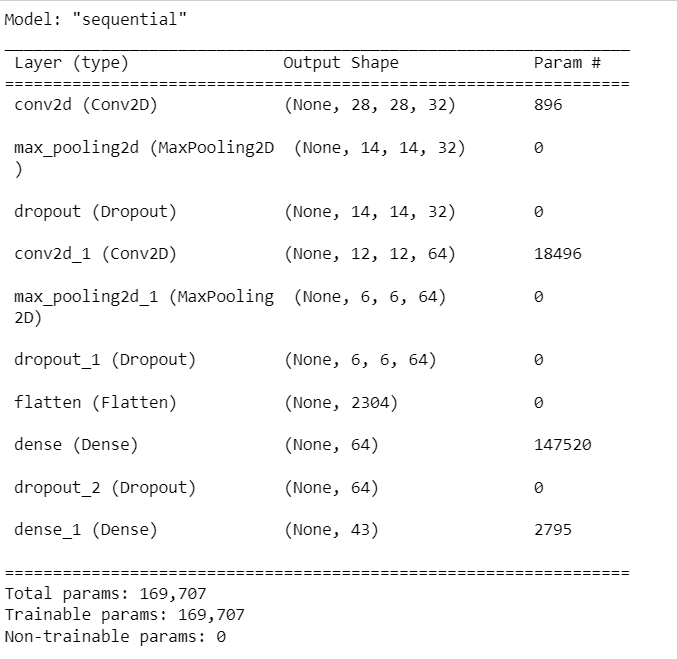 Model: "sequential"
_________________________________________________________________
Layer (type) Output Shape Param #
=================================================================
conv2d (Conv2D) (None, 28, 28, 32) 896
max_pooling2d (MaxPooling2D (None, 14, 14, 32) 0
)
dropout (Dropout) (None, 14, 14, 32) 0
conv2d_1 (Conv2D) (None, 12, 12, 64) 18496
max_pooling2d_1 (MaxPooling (None, 6, 6, 64) 0
2D)
dropout_1 (Dropout) (None, 6, 6, 64) 0
flatten (Flatten) (None, 2304) 0
dense (Dense) (None, 64) 147520
dropout_2 (Dropout) (None, 64) 0
dense_1 (Dense) (None, 43) 2795
=================================================================
Total params: 169,707
Trainable params: 169,707
Non-trainable params: 0